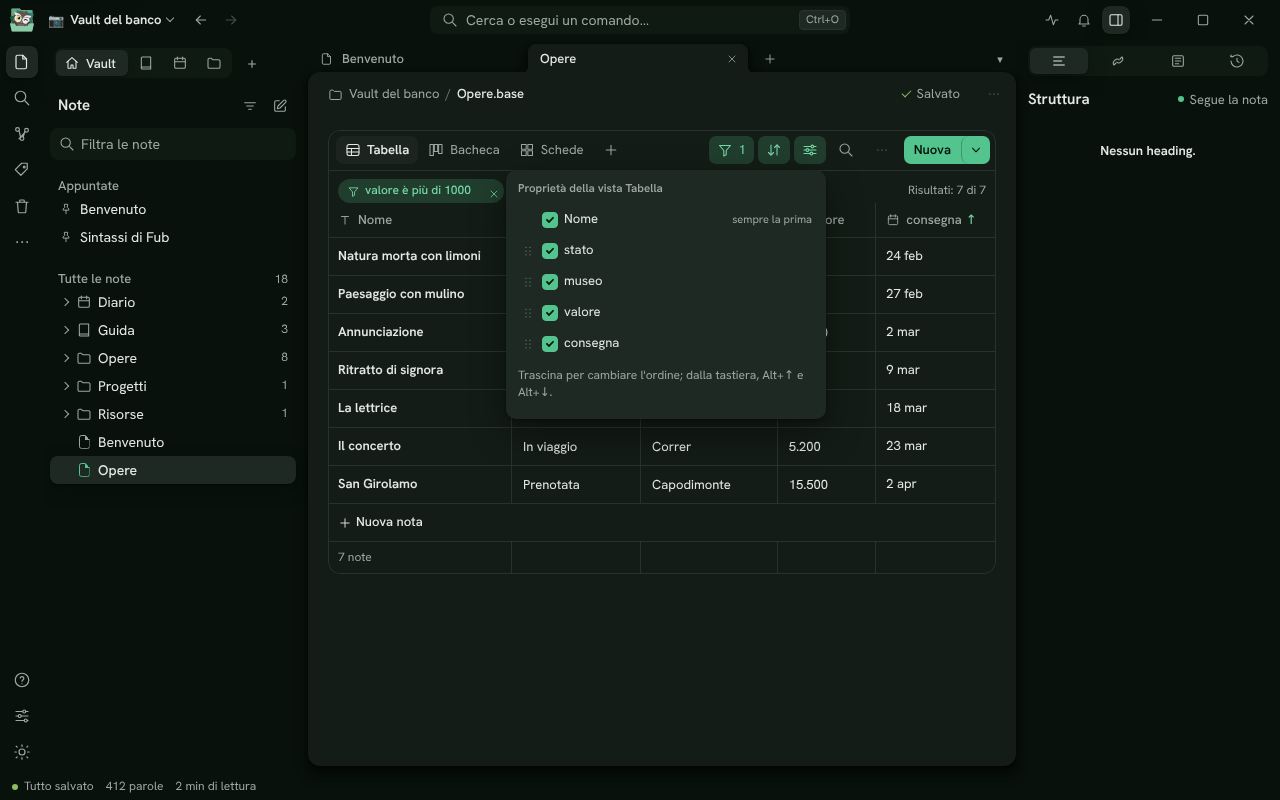 Vault del banco
Cerca o esegui un comando...
Ctrl+O
Vault
Benvenuto
Opere
Note
Vault del banco / Opere.base
Salvato
Struttura
Segue la nota
Filtra le note
Tabella
Bacheca
Schede
1
Nuova
Nessun heading.
Appuntate
Benvenuto
Sintassi di Fub
valore è più di 1000
Risultati: 7 di 7
Proprietà della vista Tabella
Nome
sempre la prima
stato
museo
valore
consegna
Trascina per cambiare l'ordine; dalla tastiera, Alt+↑ e
Alt+↓.
Nome
consegna ↑
Tutte le note 18
Diario 2
Guida 3
Opere 8
Progetti 1
Risorse 1
Benvenuto
Opere
Natura morta con limoni 24 feb
Paesaggio con mulino 27 feb
Annunciazione 2 mar
Ritratto di signora 9 mar
La lettrice 18 mar
Il concerto In viaggio Correr 5.200 23 mar
San Girolamo Prenotata Capodimonte 15.500 2 apr
Nuova nota
7 note
Tutto salvato 412 parole 2 min di lettura